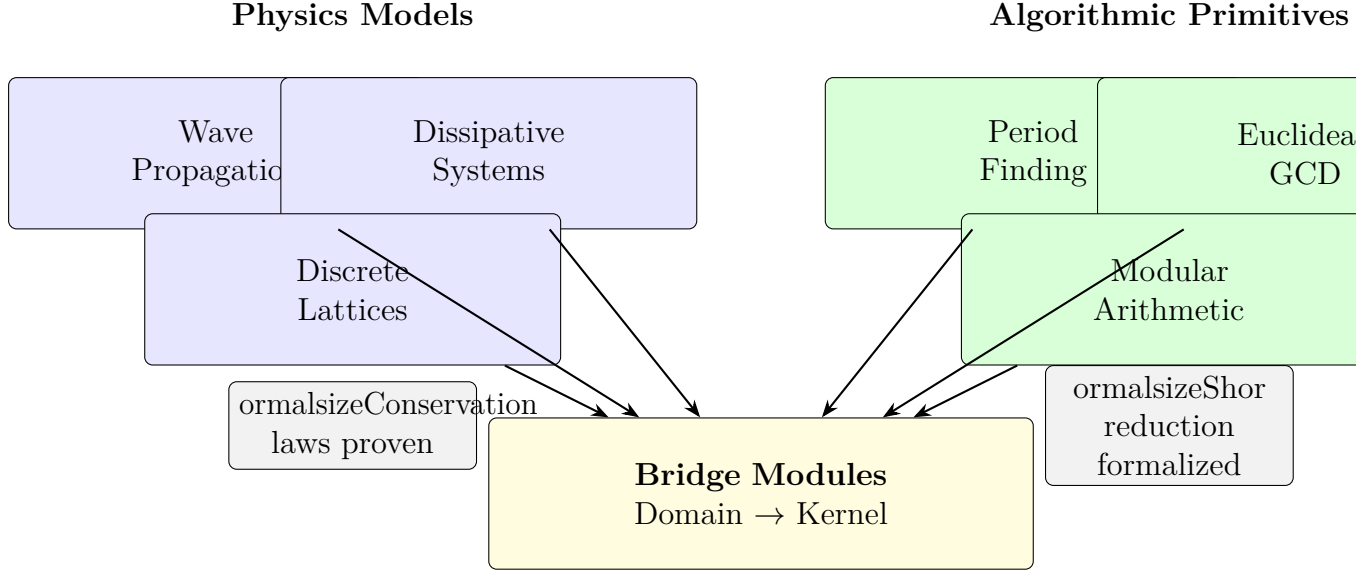 Physics Models
Algorithmic Primitives
Wave
Propagatio
Dissipative
Systems
Period
Finding
Euclidea
GCD
Discrete
Lattices
Modular
Arithmetic
ormalsizeConservation
laws proven
ormalsizeShor
reduction
formalized
Bridge Modules
Domain → Kernel